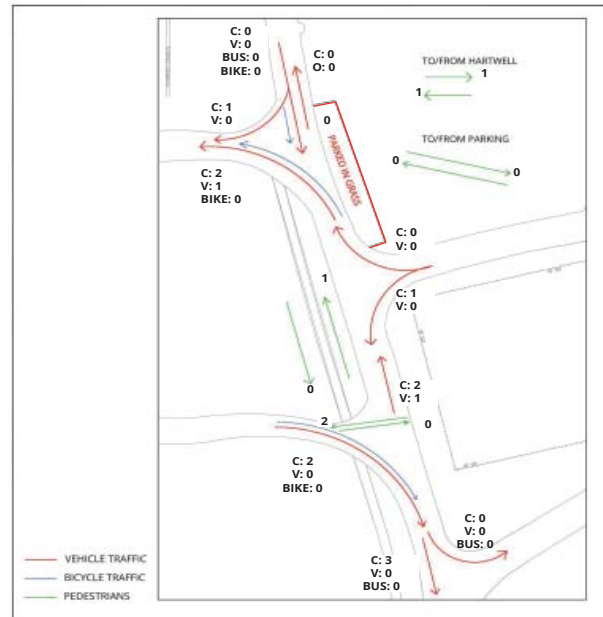 C: 0
V: 0
BUS: 0
BIKE: 0
C: 0
O: 0
TO/FROM HARTWELL
1
1
C: 1
V: 0
0
PARKED IN GRASS
TO/FROM PARKING
0
0
C: 2
V: 1
BIKE: 0
C: 0
V: 0
1
C: 1
V: 0
0
C: 2
V: 1
2
0
C: 2
V: 0
BIKE: 0
C: 0
V: 0
BUS: 0
C: 3
V: 0
BUS: 0
VEHICLE TRAFFIC
BICYCLE TRAFFIC
PEDESTRIANS